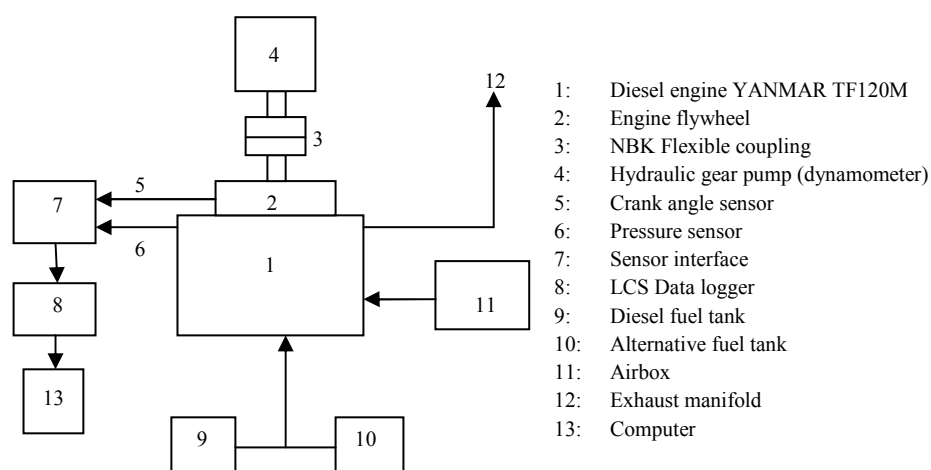 4
12
3
5
2
7
6
1
8
11
13
9
10
1: Diesel engine YANMAR TF120M
2: Engine flywheel
3: NBK Flexible coupling
4: Hydraulic gear pump (dynamometer)
5: Crank angle sensor
6: Pressure sensor
7: Sensor interface
8: LCS Data logger
9: Diesel fuel tank
10: Alternative fuel tank
11: Airbox
12: Exhaust manifold
13: Computer